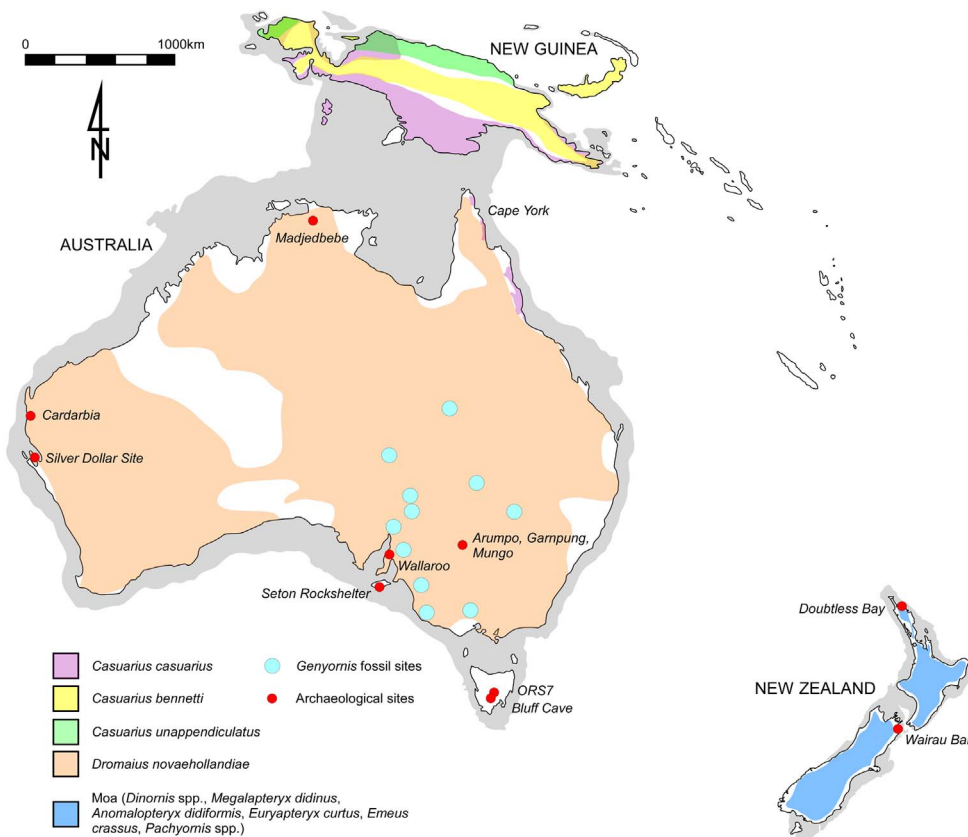 0 1000km
N
NEW GUINEA
Cape York
Madjedbebe
AUSTRALIA
Cardarbia
Silver Dollar Site
Arumpo, Garnpung,
Mungo
Wallaroo
Seton Rockshelter
Doubtless Bay
NEW ZEALAND
Wairau Bar
ORS7
Bluff Cave
Casuarius casuarius
Casuarius bennetti
Casuarius unappendiculatus
Dromaius novaehollandiae
Moa (Dinornis spp., Megalapteryx didinus,
Anomalopteryx didiformis, Euryapteryx curtus, Emeus
crassus, Pachyornis spp.)
Genyornis fossil sites
Archaeological sites